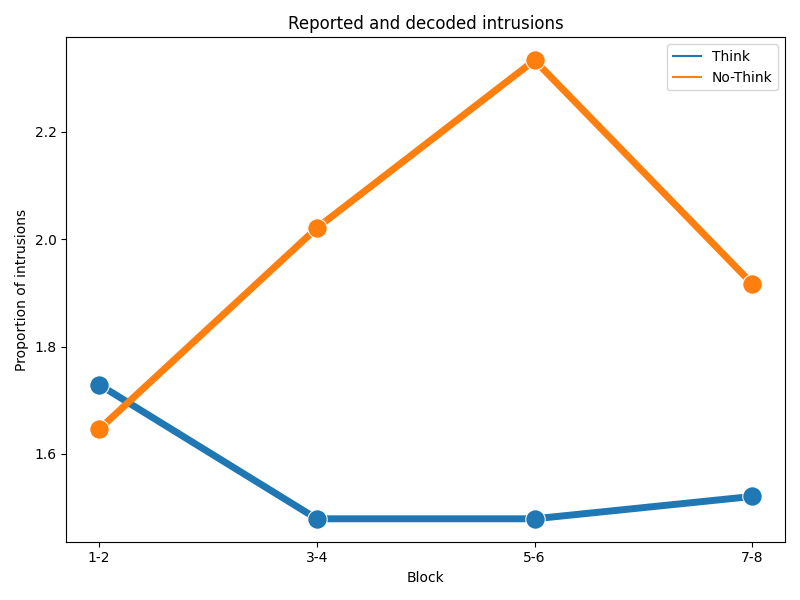 Reported and decoded intrusions
Think
No-Think
Proportion of intrusions
2.2
2.0
1.8
1.6
1-2
3-4
5-6
7-8
Block